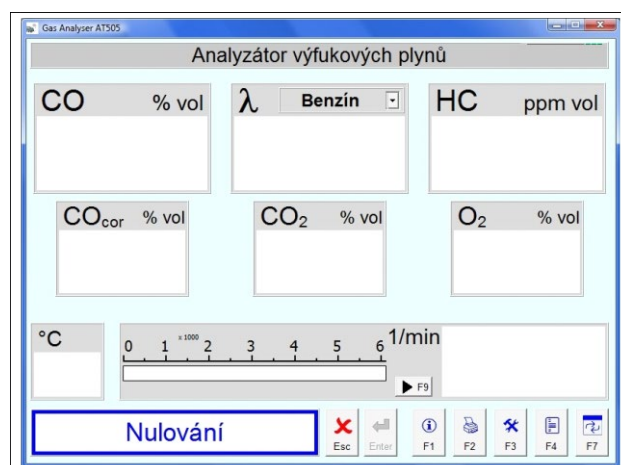 Gas Analyser AT505
Analyzátor výfukových plynů
CO % vol
λ Benzín
HC ppm vol
COcor % vol
CO2 % vol
O2 % vol
°C
0 1 x 1000 2 3 4 5 6 1/min
F9
Nulování
Esc Enter F1 F2 F3 F4 F7